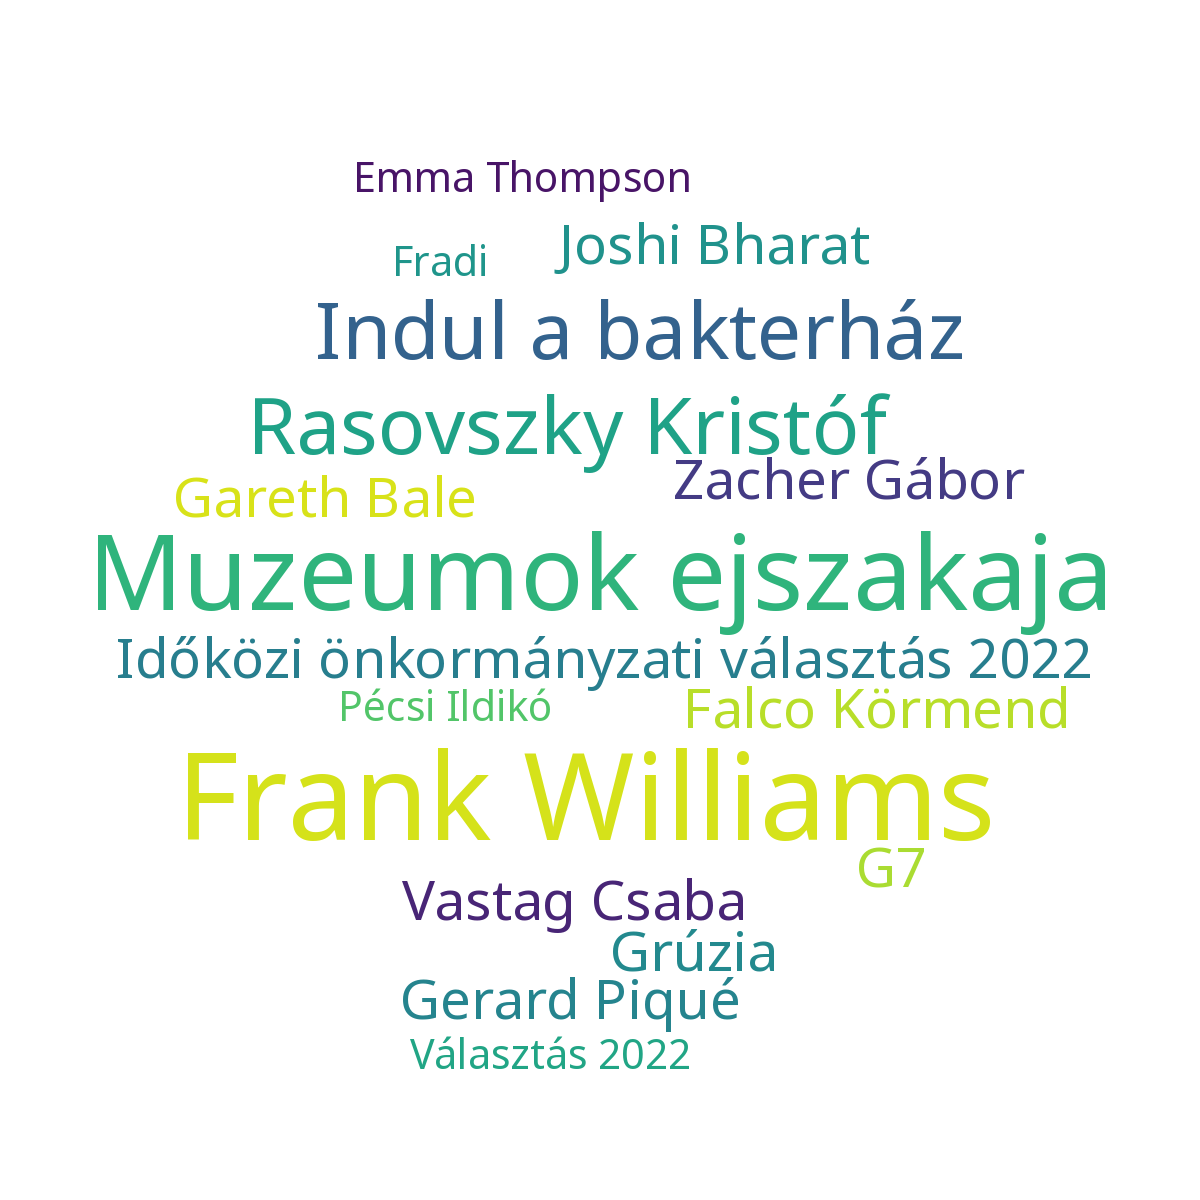 Emma Thompson
Fradi
Joshi Bharat
Indul a bakterház
Rasovszky Kristóf
Zacher Gábor
Gareth Bale
Muzeumok ejszakaja
Időközi önkormányzati választás 2022
Pécsi Ildikó
Falco Körmend
Frank Williams
G7
Vastag Csaba
Grúzia
Gerard Piqué
Választás 2022